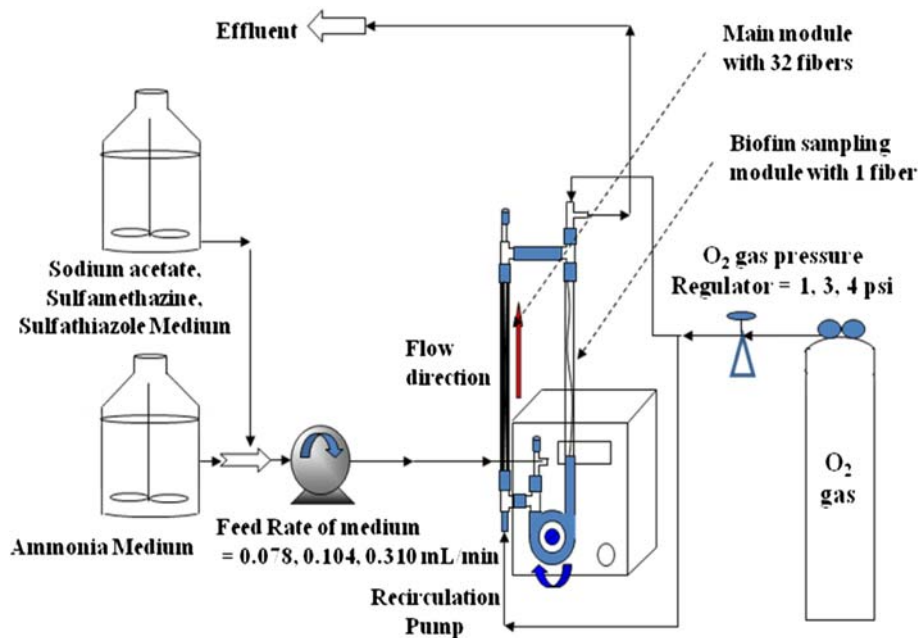 Effluent
Main module
with 32 fibers
Biofim sampling
module with 1 fiber
Sodium acetate,
Sulfamethazine,
Sulfathiazole Medium
O₂ gas pressure
Regulator = 1, 3, 4 psi
Flow
direction
O₂
gas
Ammonia Medium
Feed Rate of medium
= 0.078, 0.104, 0.310 mL/min
Recirculation
Pump